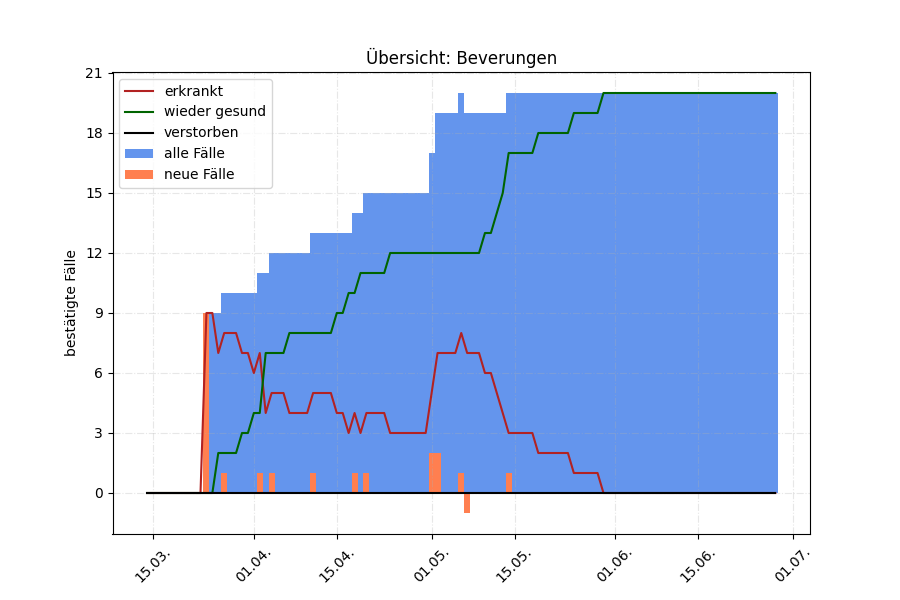 Übersicht: Beverungen
bestätigte Fälle
21
18
15
12
9
6
3
0
erkrankt
wieder gesund
verstorben
alle Fälle
neue Fälle
15.03.
01.04.
15.04.
01.05.
15.05.
01.06.
15.06.
01.07.